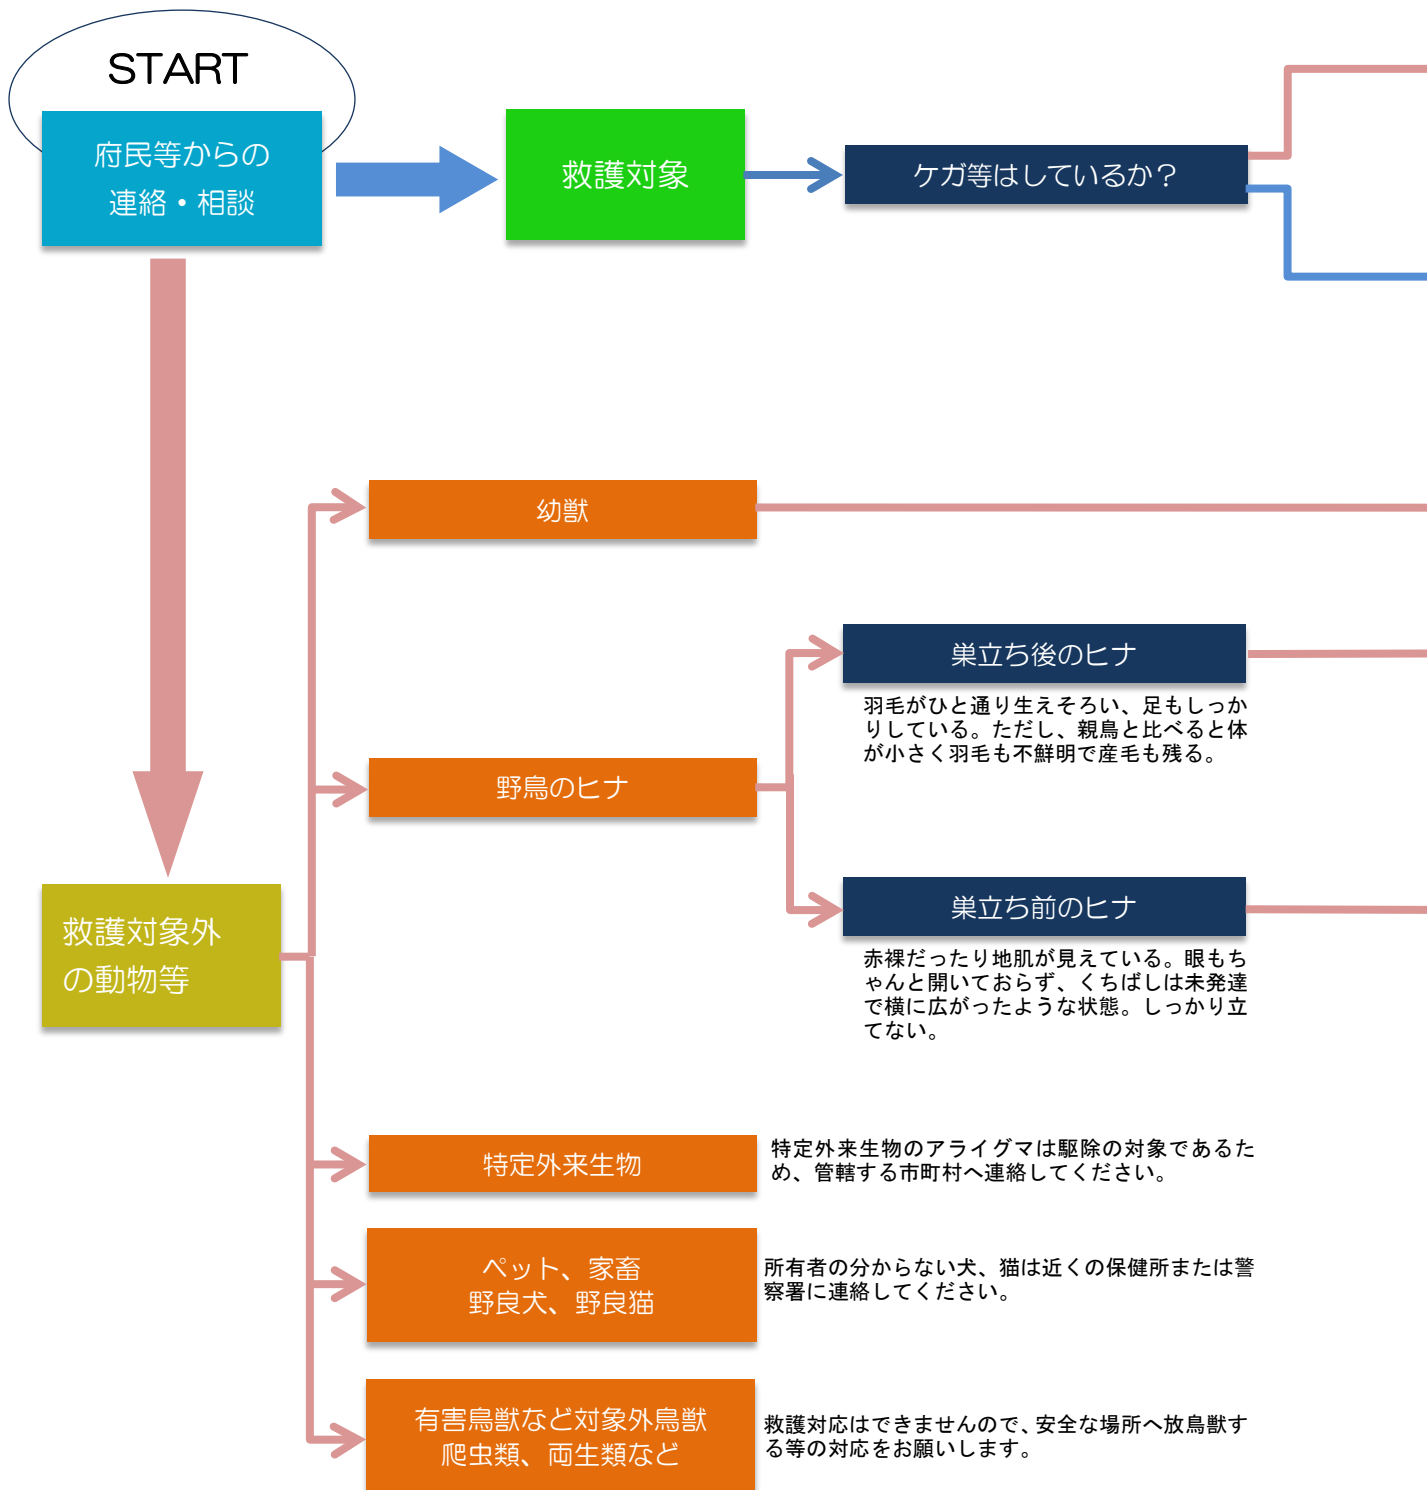 START
府民等からの
連絡・相談
救護対象
ケガ等はしているか？
幼獣
巣立ち後のヒナ
羽毛がひと通り生えそろい、足もしっか
りしている。ただし、親鳥と比べると体
が小さく羽毛も不鮮明で産毛も残る。
野鳥のヒナ
巣立ち前のヒナ
赤裸だったり地肌が見えている。眼もち
ゃんと開いておらず、くちばしは未発達
で横に広がったような状態。しっかり立
てない。
救護対象外
の動物等
特定外来生物
特定外来生物のアライグマは駆除の対象であるた
め、管轄する市町村へ連絡してください。
ペット、家畜
野良犬、野良猫
所有者の分からない犬、猫は近くの保健所または警
察署に連絡してください。
有害鳥獣など対象外鳥獣
爬虫類、両生類など
救護対応はできませんので、安全な場所へ放鳥獣す
る等の対応をお願いします。